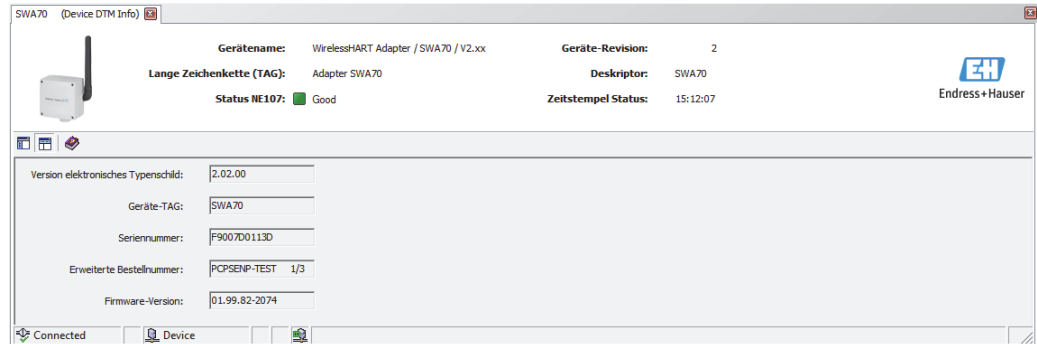 SWA70 (Device DTM Info)
Gerätename: WirelessHART Adapter / SWA70 / V2.xx Geräte-Revision: 2
Lange Zeichenkette (TAG): Adapter SWA70 Deskriptor: SWA70
Status NE107: Good Zeitstempel Status: 15:12:07
EH
Endress+Hauser
Version elektronisches Typenschild: 2.02.00
Geräte-TAG: SWA70
Seriennummer: F9007D0113D
Erweiterte Bestellnummer: PCPSENP-TEST 1/3
Firmware-Version: 01.99.82-2074
Connected Device